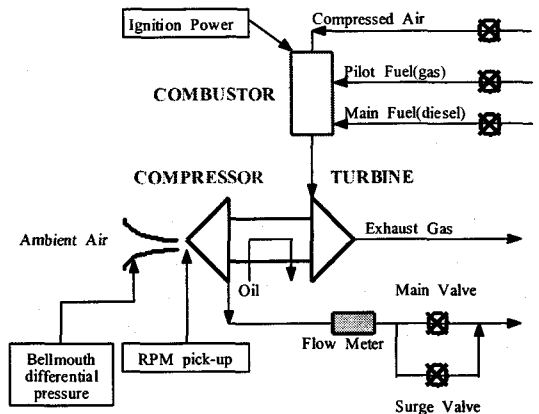 Ignition Power
Compressed Air
Pilot Fuel(gas)
COMBUSTOR
Main Fuel(diesel)
COMPRESSOR
TURBINE
Ambient Air
Exhaust Gas
Oil
Main Valve
Flow Meter
Bellmouth
differential
pressure
RPM pick-up
Surge Valve